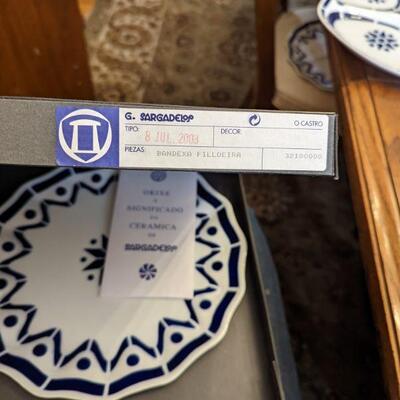 G. SARGADELOS
O CASTRO
TIPO: 8 JUL. 2003 DECOR.
PIEZAS: BANDEXA FILLOEIRA 32100000
ORIXE
E
SIGNIFICADO
DA
CERAMICA
DE
SARGADELOS